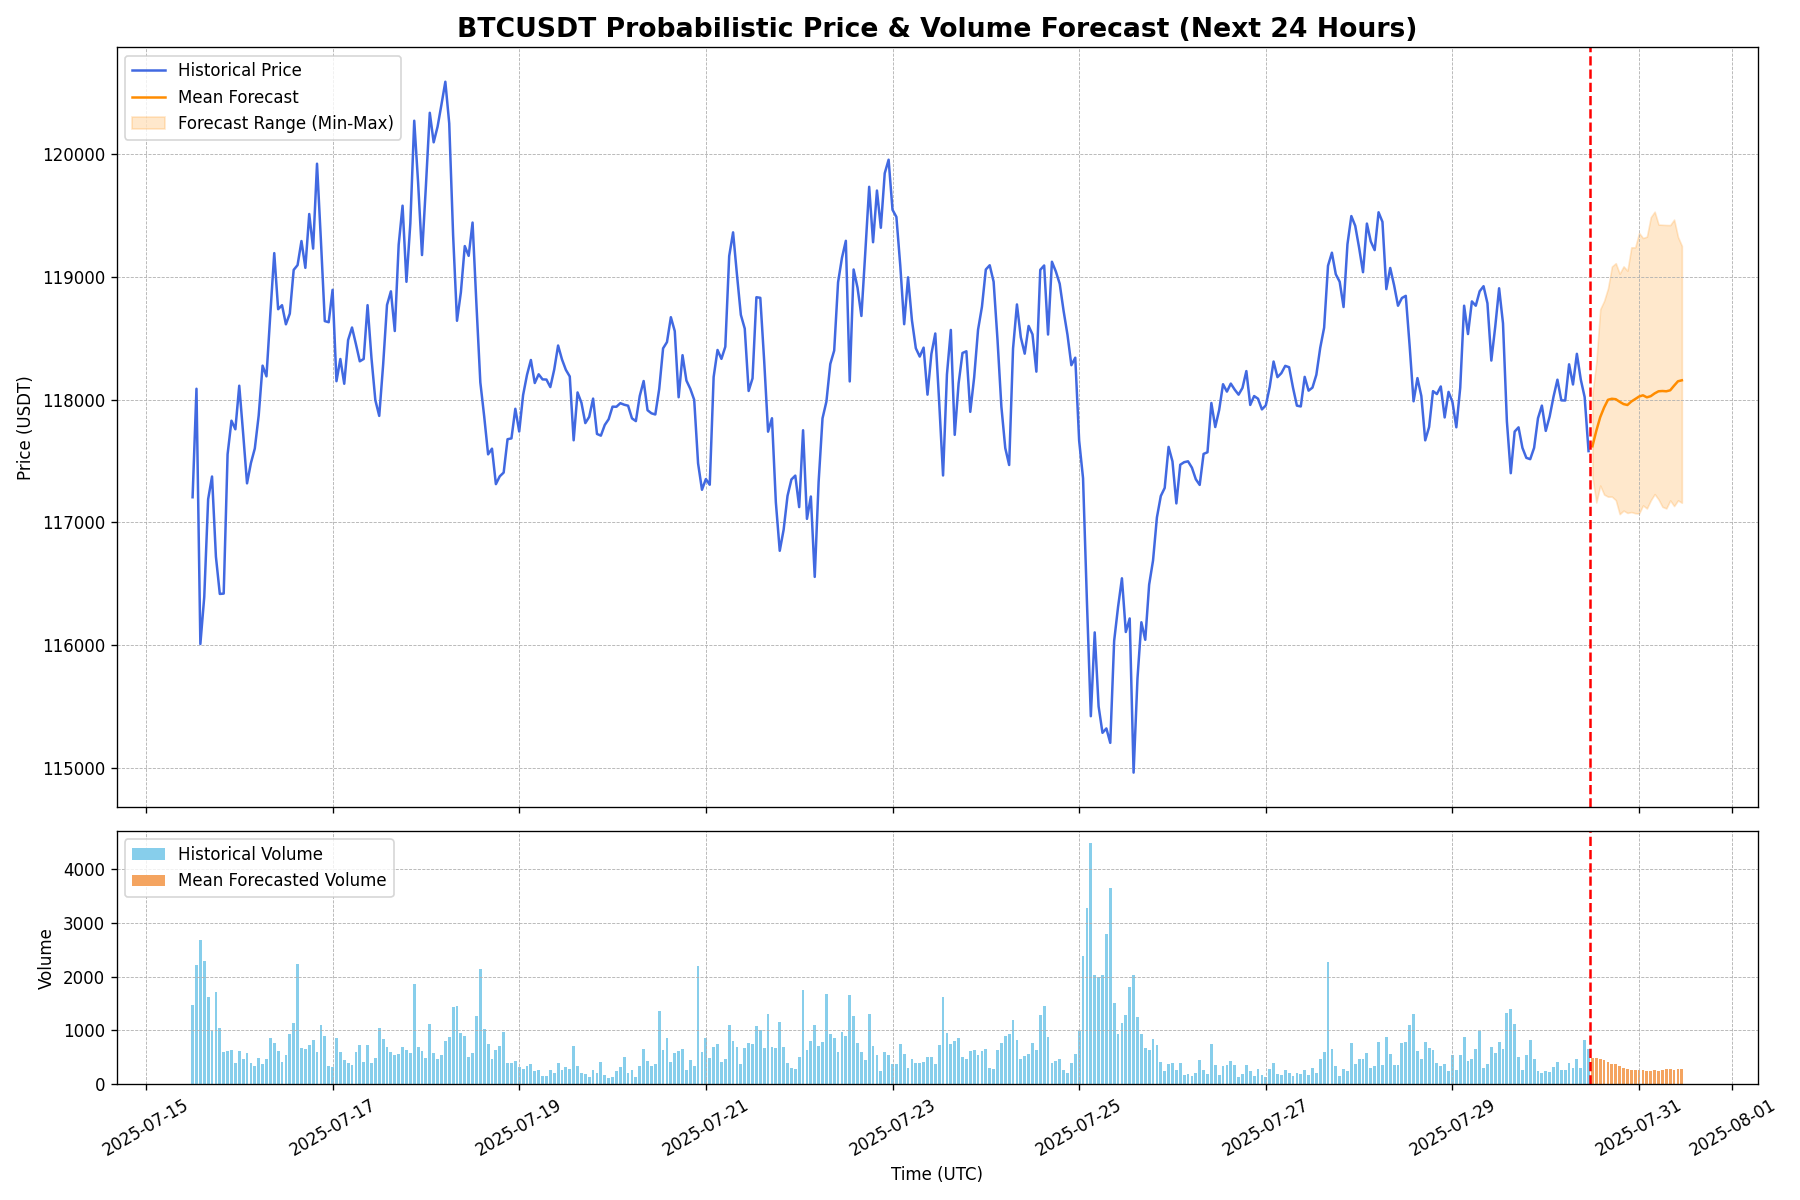 BTCUSDT Probabilistic Price & Volume Forecast (Next 24 Hours)
Historical Price
Mean Forecast
Forecast Range (Min-Max)
Price (USDT)
120000
119000
118000
117000
116000
115000
Historical Volume
Mean Forecasted Volume
Volume
4000
3000
2000
1000
0
2025-07-15
2025-07-17
2025-07-19
2025-07-21
2025-07-23
2025-07-25
2025-07-27
2025-07-29
2025-07-31
2025-08-01
Time (UTC)